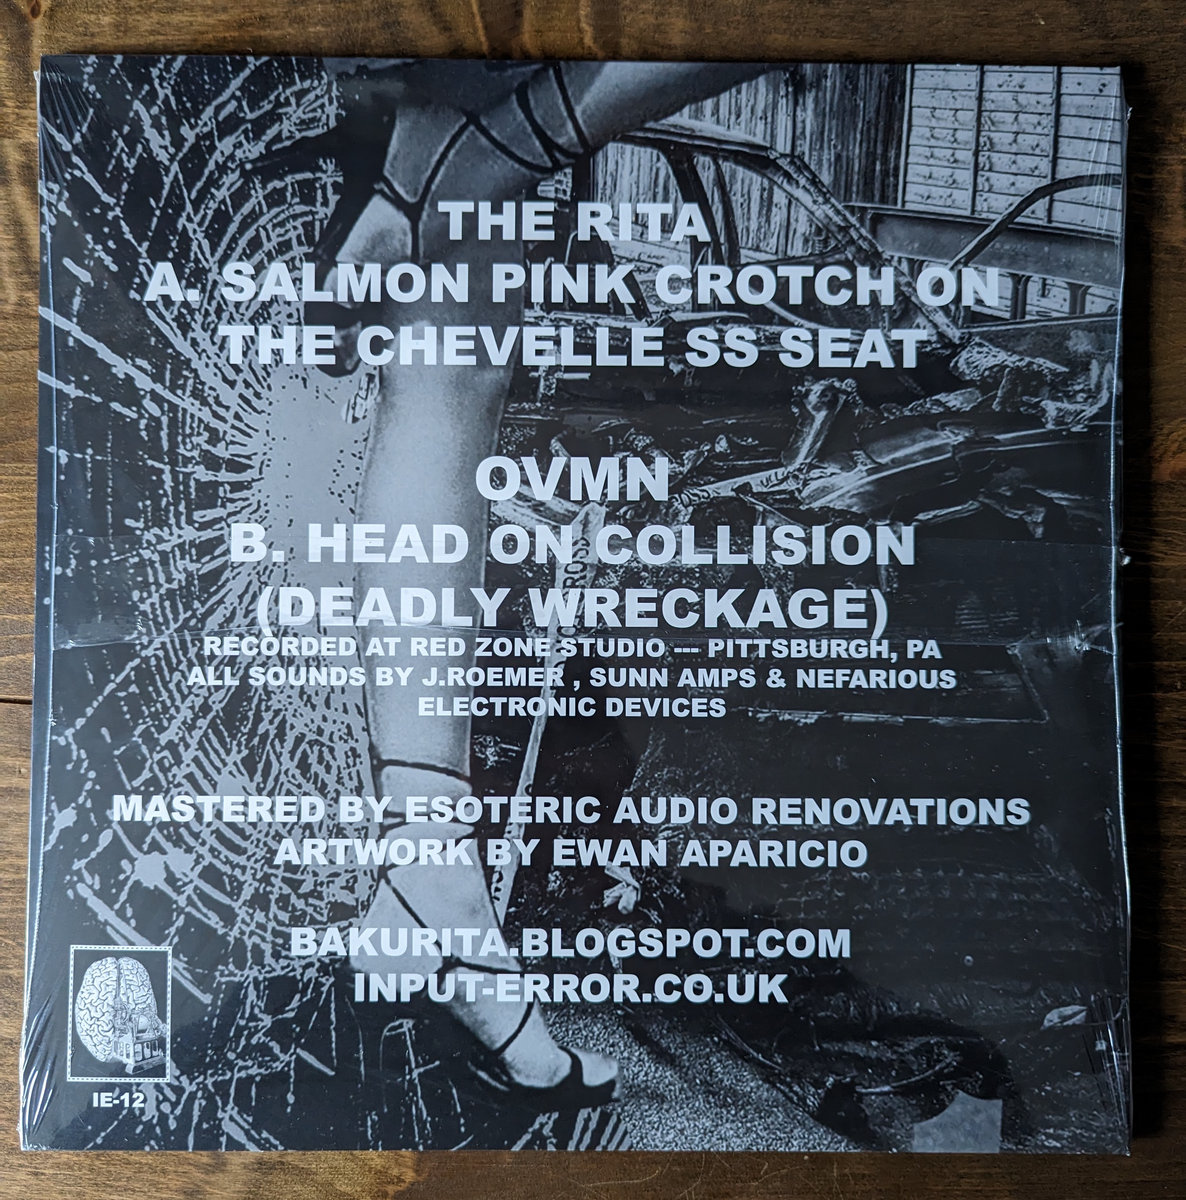 THE RITA
A. SALMON PINK CROTCH ON
THE CHEVELLE SS SEAT
OVMN
B. HEAD ON COLLISION
(DEADLY WRECKAGE)
RECORDED AT RED ZONE STUDIO --- PITTSBURGH, PA
ALL SOUNDS BY J.ROEMER , SUNN AMPS & NEFARIOUS
ELECTRONIC DEVICES
MASTERED BY ESOTERIC AUDIO RENOVATIONS
ARTWORK BY EWAN APARICIO
BAKURITA.BLOGSPOT.COM
INPUT-ERROR.CO.UK
IE-12